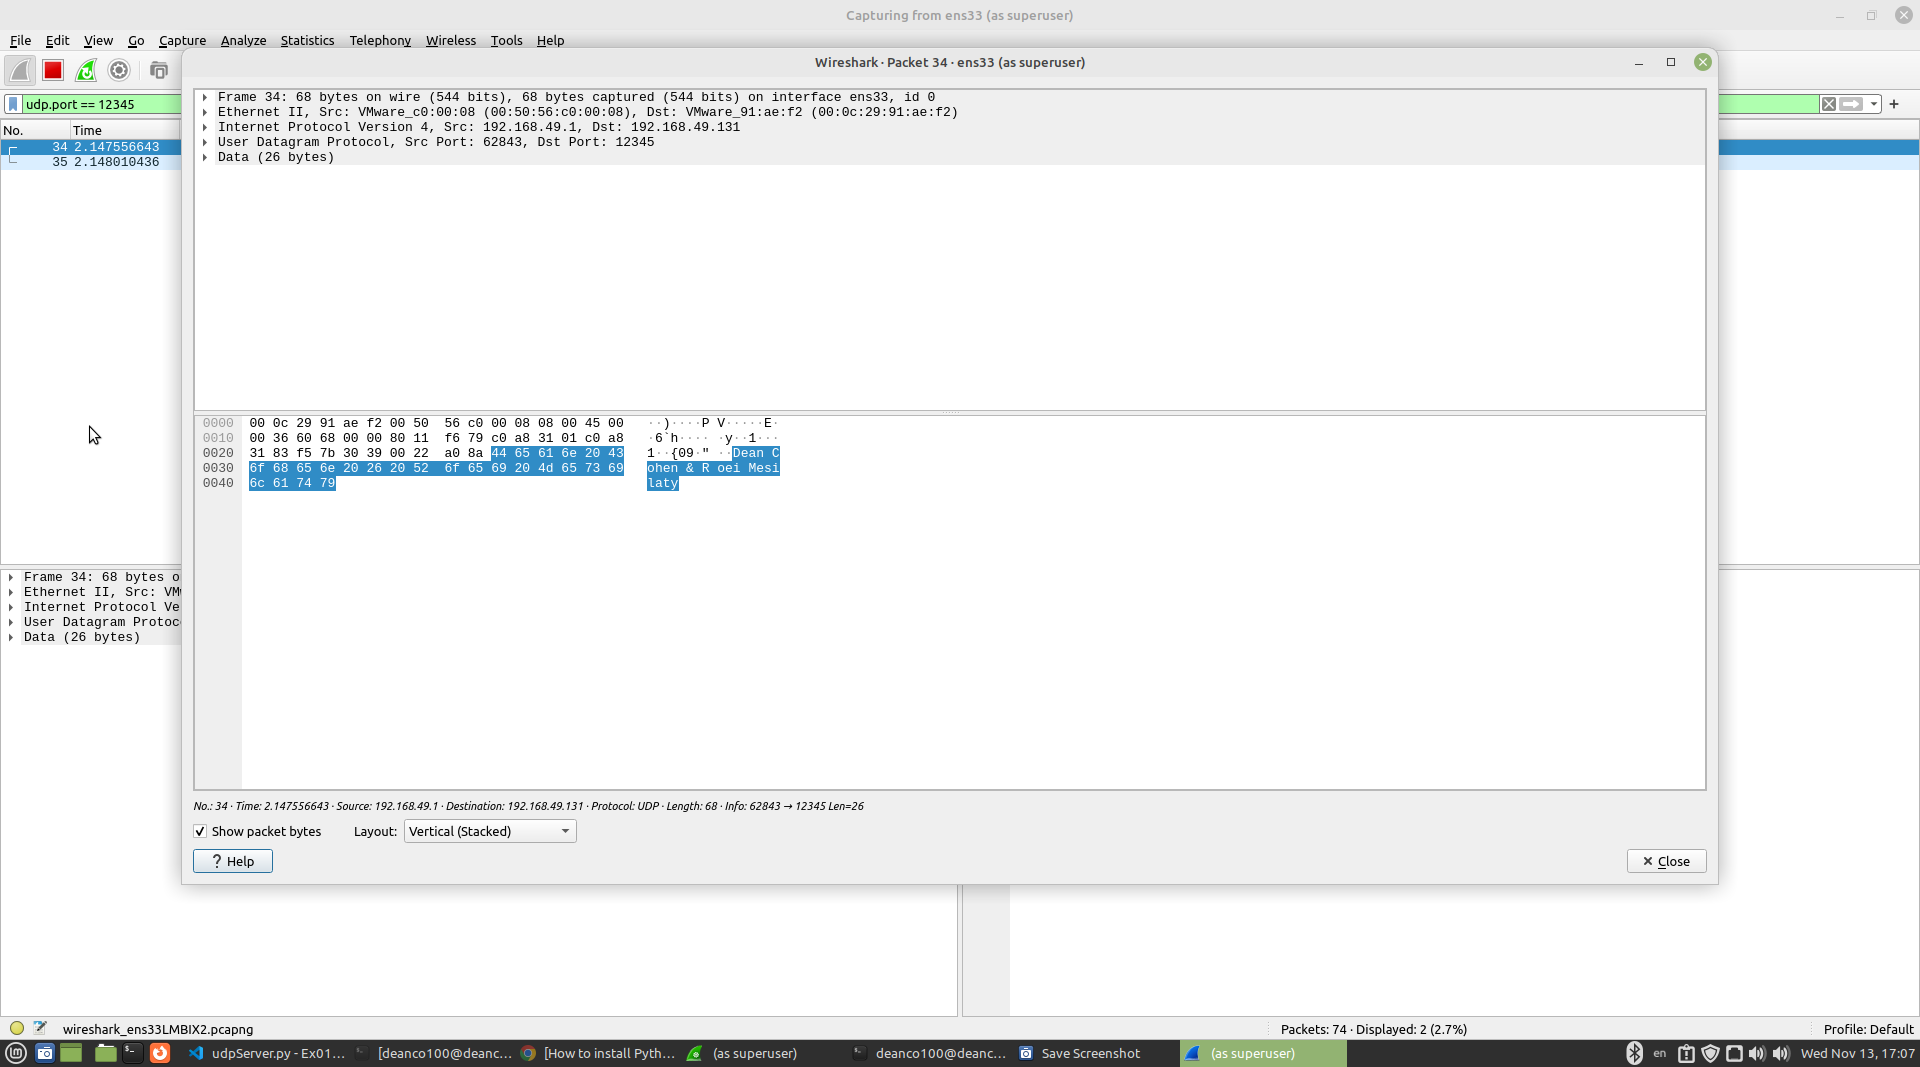 Capturing from ens33 (as superuser)
File Edit View Go Capture Analyze Statistics Telephony Wireless Tools Help
Wireshark · Packet 34 · ens33 (as superuser)
udp.port == 12345
No. Time
34 2.147556643
35 2.148010436
Frame 34: 68 bytes on wire (544 bits), 68 bytes captured (544 bits) on interface ens33, id 0
Ethernet II, Src: VMware_c0:00:08 (00:50:56:c0:00:08), Dst: VMware_91:ae:f2 (00:0c:29:91:ae:f2)
Internet Protocol Version 4, Src: 192.168.49.1, Dst: 192.168.49.131
User Datagram Protocol, Src Port: 62843, Dst Port: 12345
Data (26 bytes)
0000 00 0c 29 91 ae f2 00 50 56 c0 00 08 08 00 45 00 ··)····P V·····E·
0010 00 36 60 68 00 00 80 11 f6 79 c0 a8 31 01 c0 a8 ·6`h···· ·y··1···
0020 31 83 f5 7b 30 39 00 22 a0 8a 44 65 61 6e 20 43 1··{09·" ··Dean C
0030 6f 68 65 6e 20 26 20 52 6f 65 69 20 4d 65 73 69 ohen & R oei Mesi
0040 6c 61 74 79 laty
Frame 34: 68 bytes o
Ethernet II, Src: VM
Internet Protocol Ve
User Datagram Protoc
Data (26 bytes)
No.: 34 · Time: 2.147556643 · Source: 192.168.49.1 · Destination: 192.168.49.131 · Protocol: UDP · Length: 68 · Info: 62843 → 12345 Len=26
Show packet bytes Layout: Vertical (Stacked)
Help Close
wireshark_ens33LMBIX2.pcapng Packets: 74 · Displayed: 2 (2.7%) Profile: Default
udpServer.py - Ex01... [deanco100@deanc... [How to install Pyth... (as superuser) deanco100@deanc... Save Screenshot (as superuser) en Wed Nov 13, 17:07